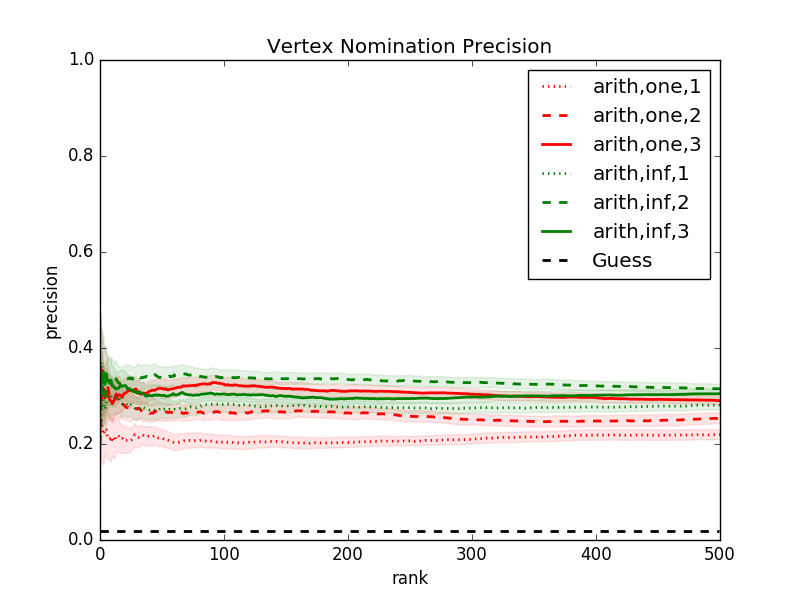 Vertex Nomination Precision
1.0
0.8
0.6
0.4
0.2
0.0
precision
arith,one,1
arith,one,2
arith,one,3
arith,inf,1
arith,inf,2
arith,inf,3
Guess
0 100 200 300 400 500
rank